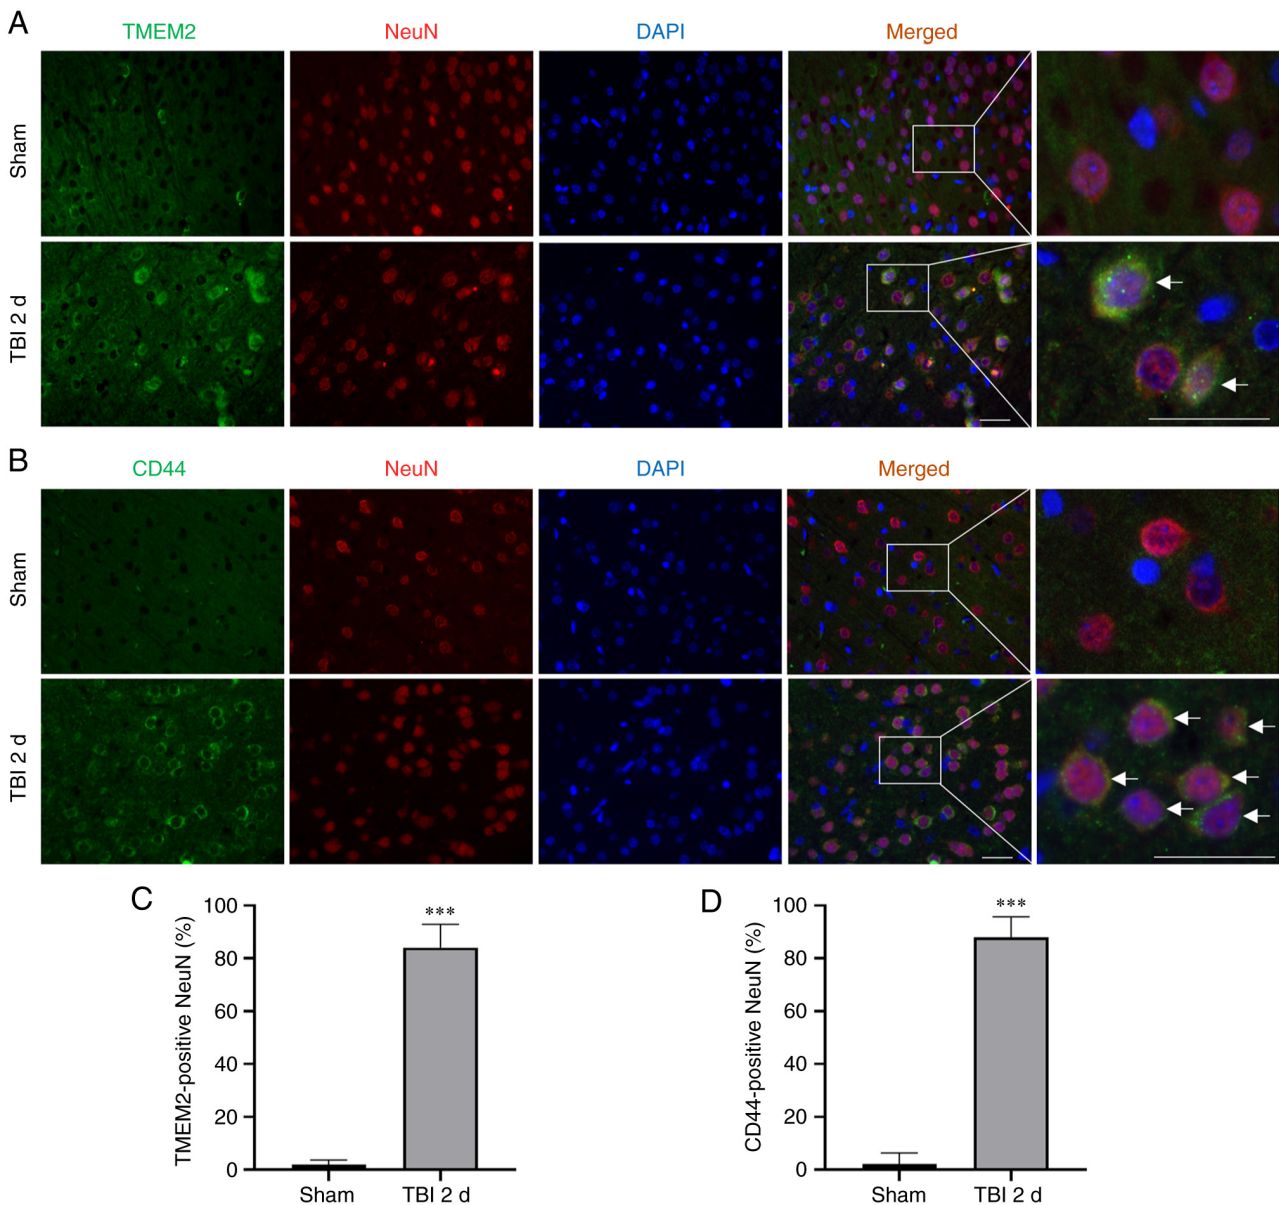 A
TMEM2 NeuN DAPI Merged
Sham
TBI 2 d
B
CD44 NeuN DAPI Merged
Sham
TBI 2 d
C
TMEM2-positive NeuN (%)
100
80
60
40
20
0
***
Sham TBI 2 d
D
CD44-positive NeuN (%)
100
80
60
40
20
0
***
Sham TBI 2 d